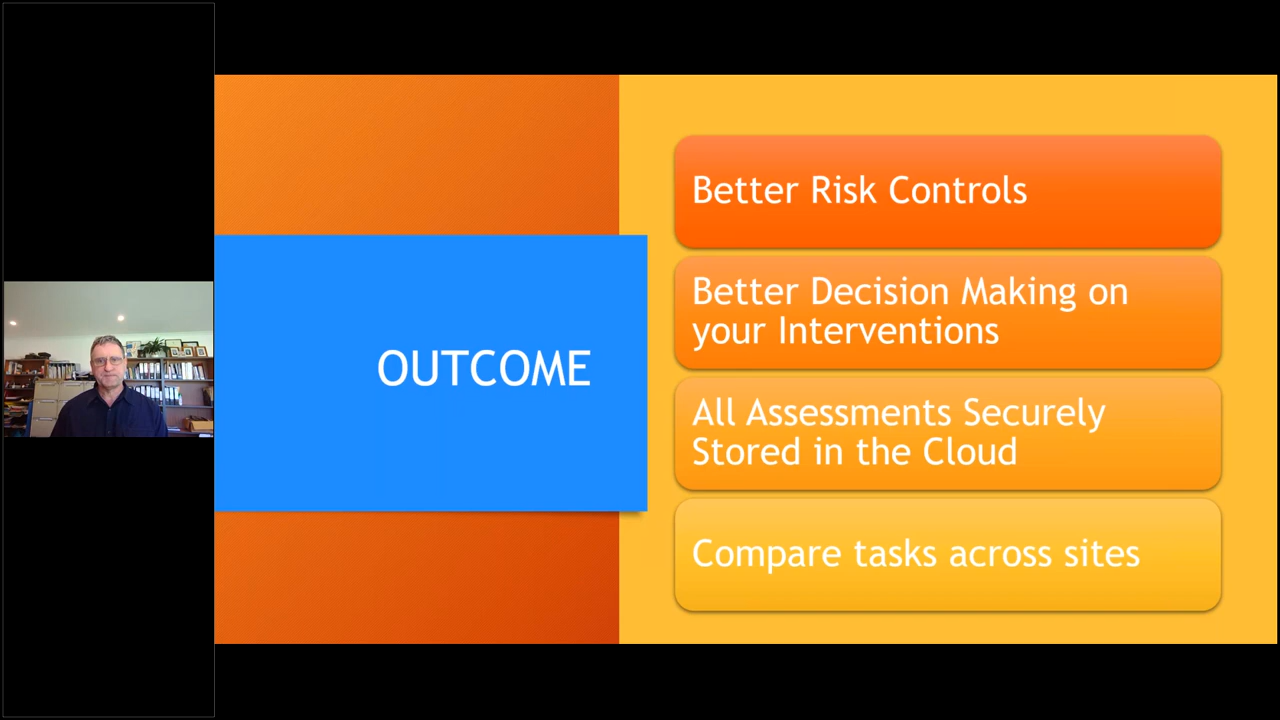 OUTCOME
Better Risk Controls
Better Decision Making on
your Interventions
All Assessments Securely
Stored in the Cloud
Compare tasks across sites